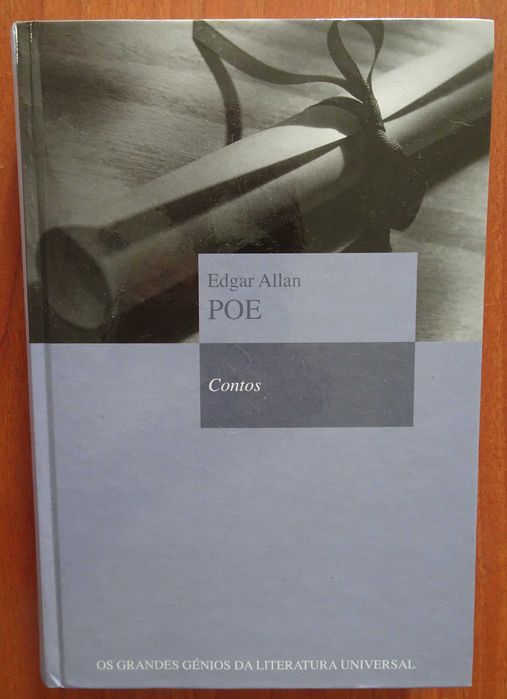 Edgar Allan
POE
Contos
OS GRANDES GÉNIOS DA LITERATURA UNIVERSAL